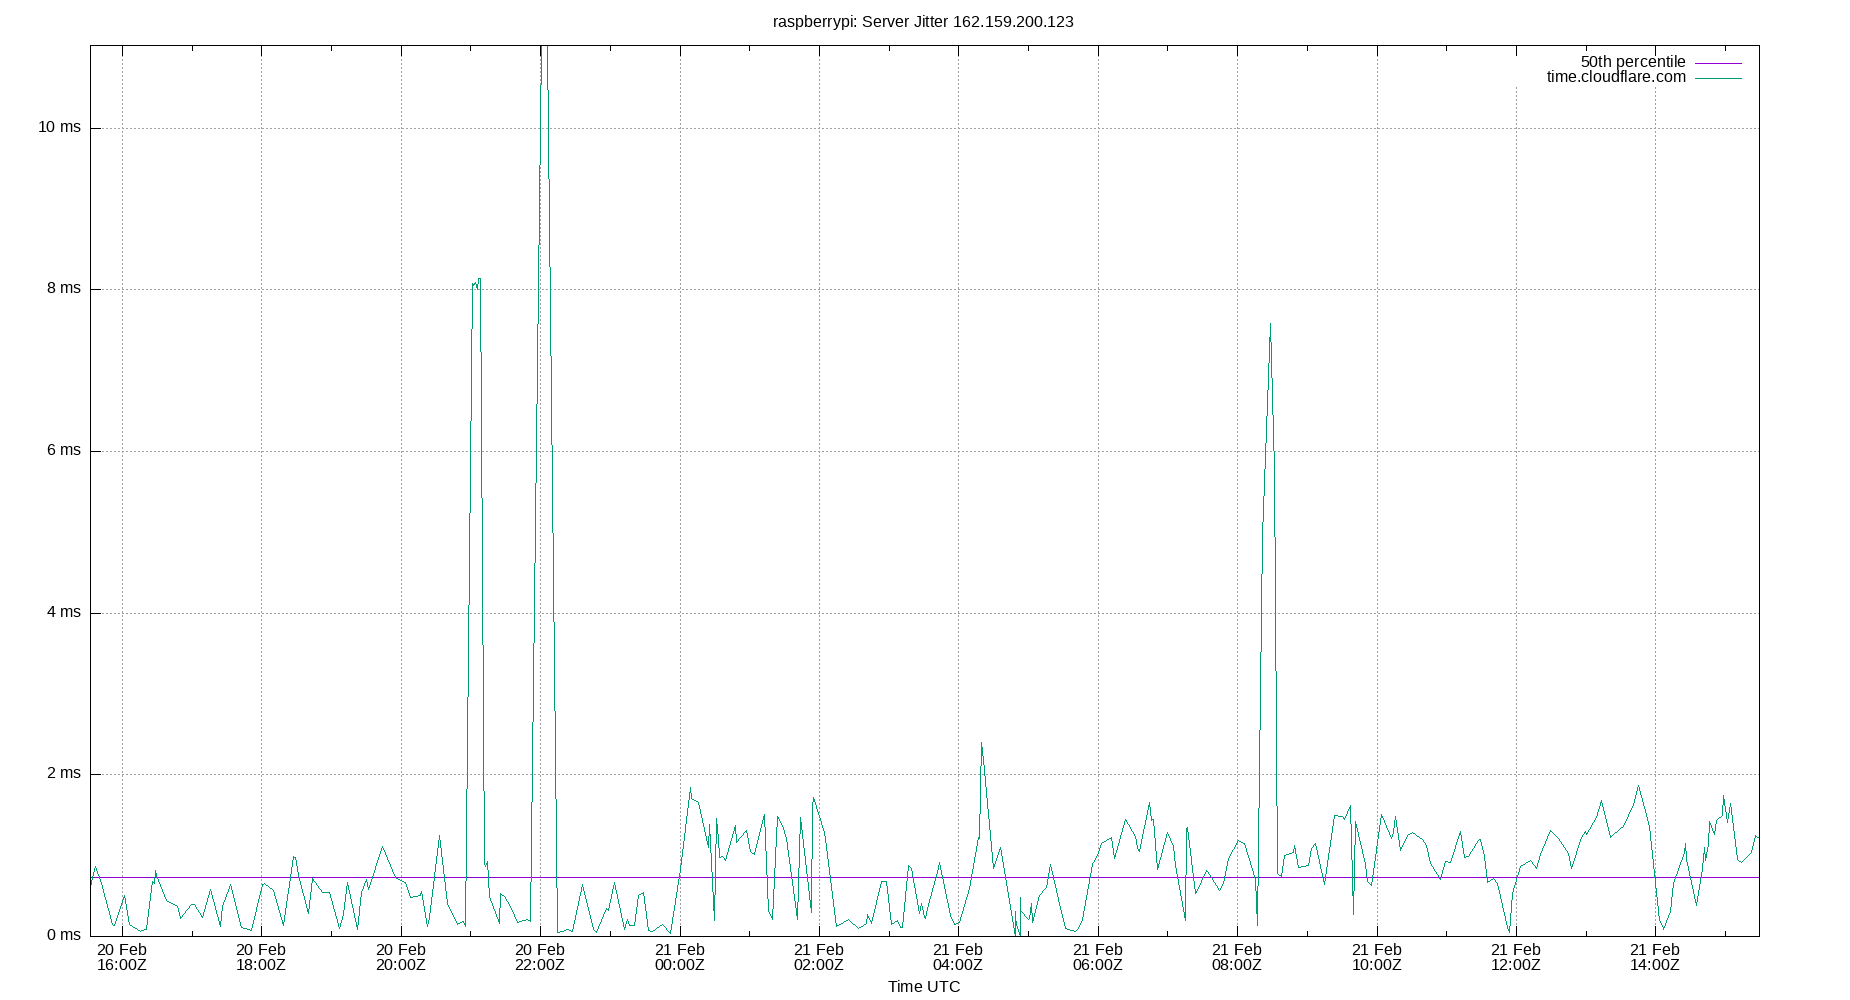 raspberrypi: Server Jitter 162.159.200.123
50th percentile
time.cloudflare.com
10 ms
8 ms
6 ms
4 ms
2 ms
0 ms
20 Feb 20 Feb 20 Feb 20 Feb 21 Feb 21 Feb 21 Feb 21 Feb 21 Feb 21 Feb 21 Feb 21 Feb
16:00Z 18:00Z 20:00Z 22:00Z 00:00Z 02:00Z 04:00Z 06:00Z 08:00Z 10:00Z 12:00Z 14:00Z
Time UTC